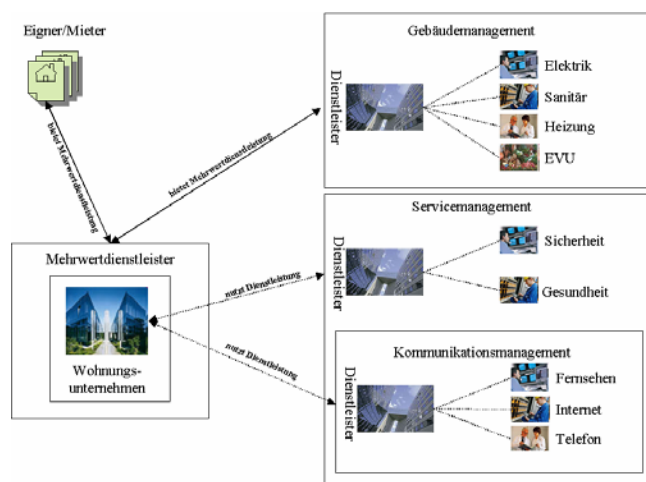 Eigner/Mieter
bietet Mehrwertdienstleistung
bietet Mehrwertdienstleistung
Mehrwertdienstleister
Wohnungs-
unternehmen
nutzt Dienstleistung
nutzt Dienstleistung
Gebäudemanagement
Dienstleister
Elektrik
Sanitär
Heizung
EVU
Servicemanagement
Dienstleister
Sicherheit
Gesundheit
Kommunikationsmanagement
Dienstleister
Fernsehen
Internet
Telefon